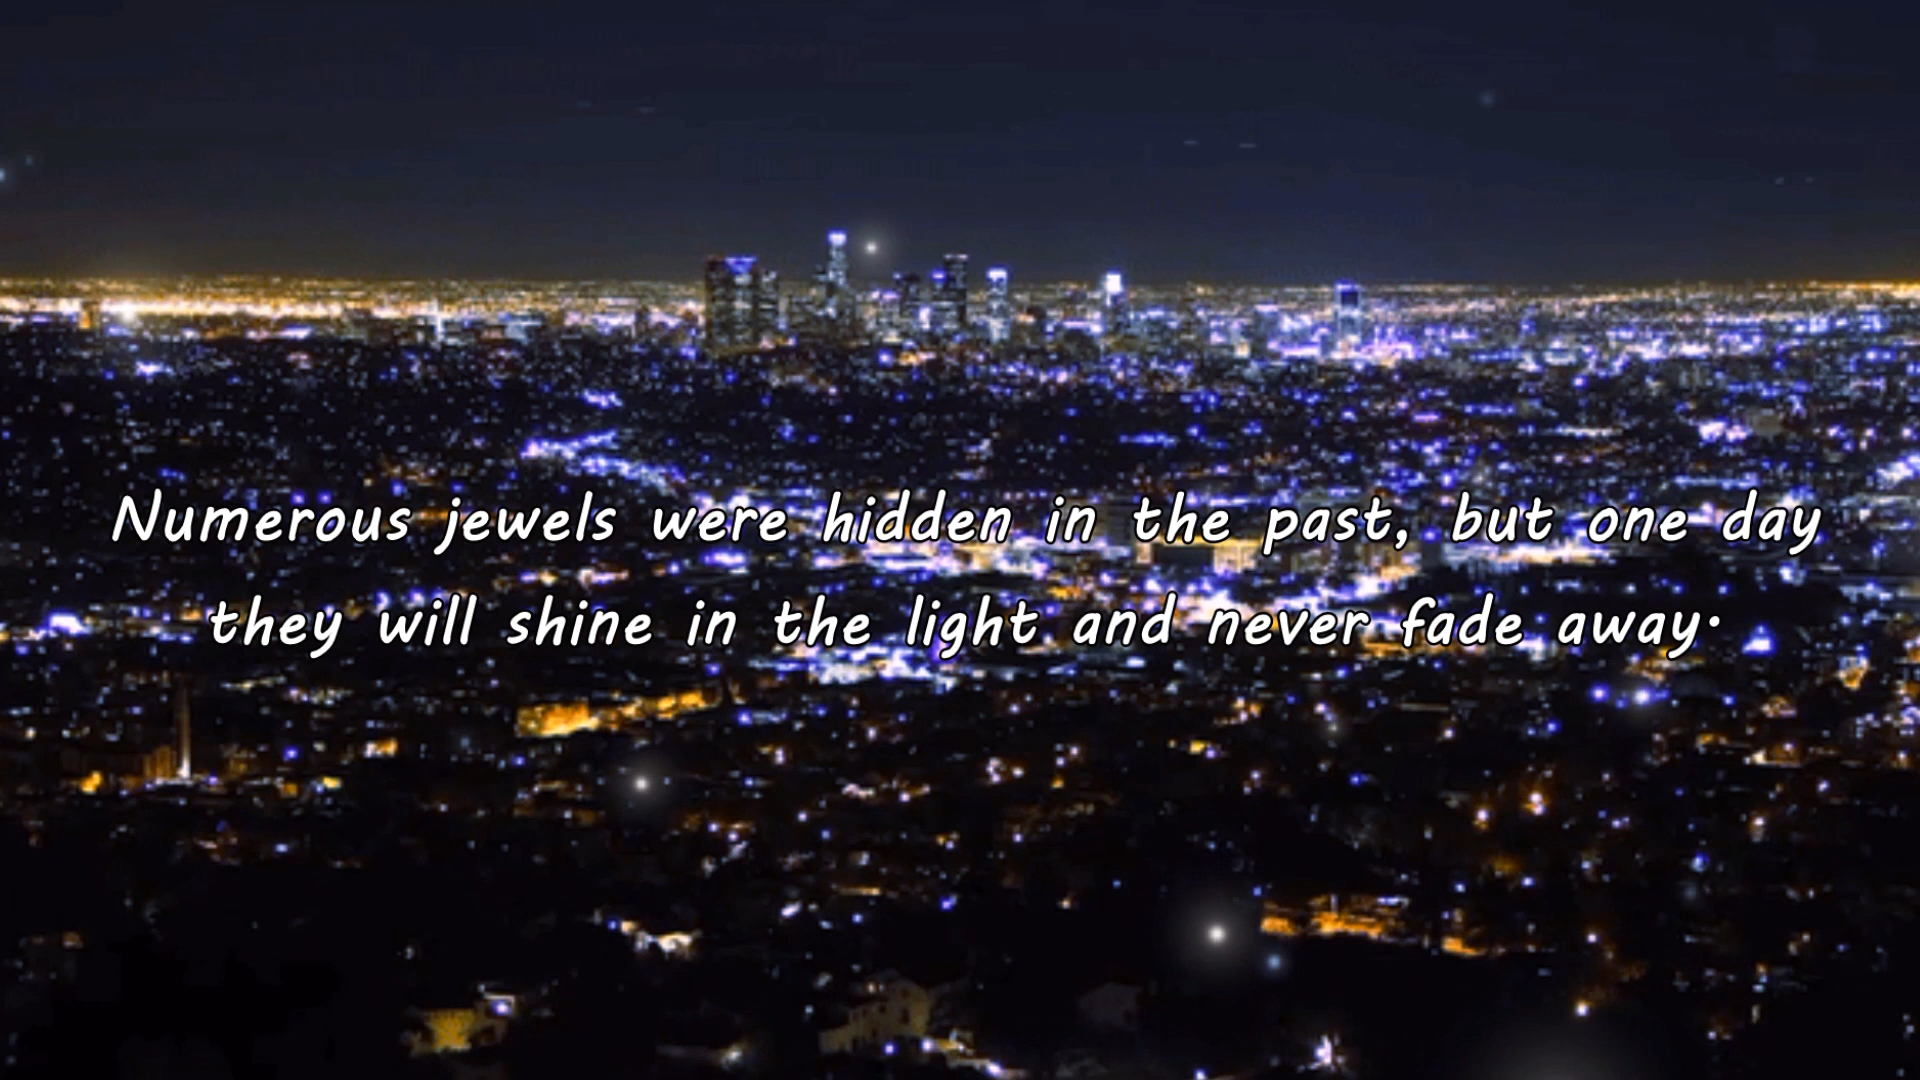 Numerous jewels were hidden in the past, but one day
they will shine in the light and never fade away.